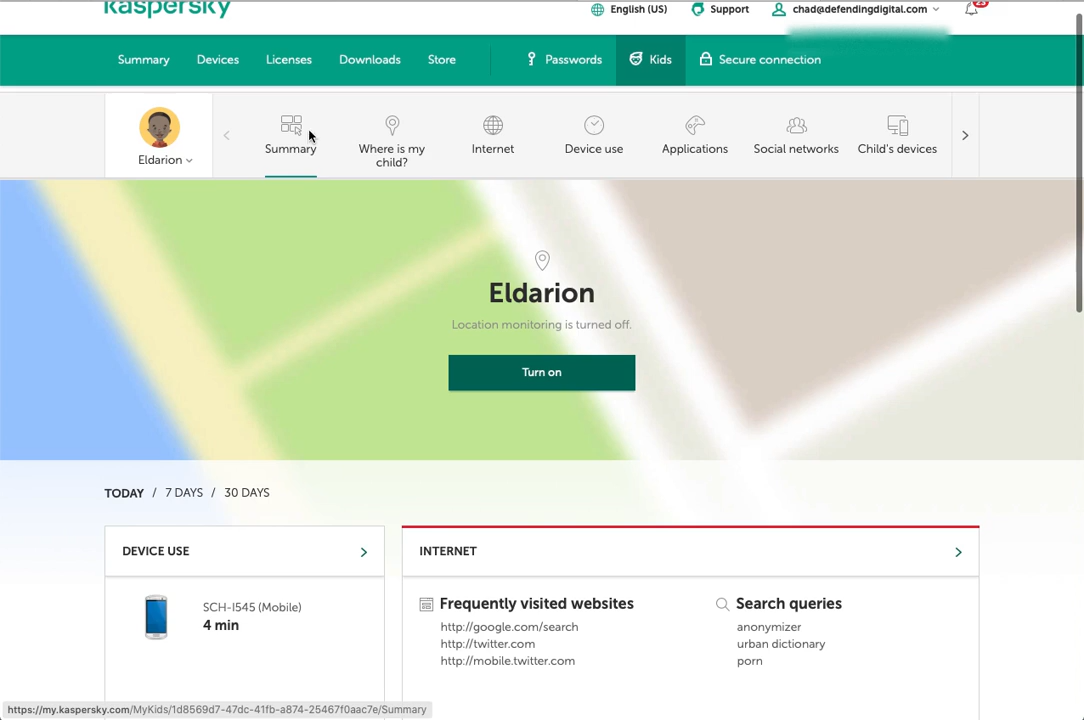 kaspersky
English (US)
Support
chad@defendingdigital.com
Summary
Devices
Licenses
Downloads
Store
Passwords
Kids
Secure connection
Eldarion
Summary
Where is my
child?
Internet
Device use
Applications
Social networks
Child's devices
Eldarion
Location monitoring is turned off.
Turn on
TODAY / 7 DAYS / 30 DAYS
DEVICE USE
SCH-I545 (Mobile)
4 min
INTERNET
Frequently visited websites
http://google.com/search
http://twitter.com
http://mobile.twitter.com
Search queries
anonymizer
urban dictionary
porn
https://my.kaspersky.com/MyKids/1d8569d7-47dc-41fb-a874-25467f0aac7e/Summary